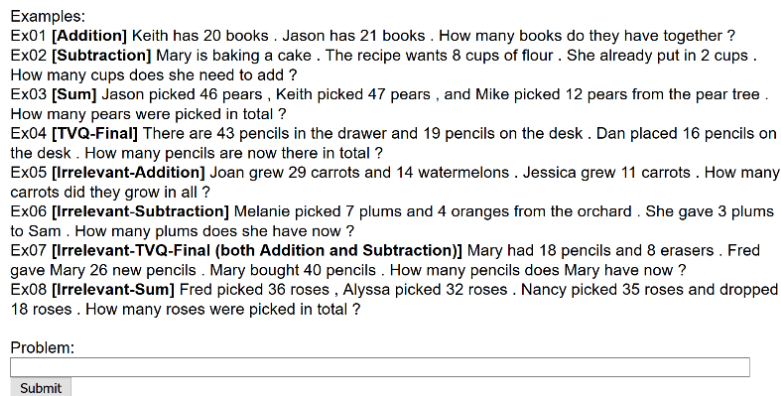 Examples:
Ex01 [Addition] Keith has 20 books . Jason has 21 books . How many books do they have together ?
Ex02 [Subtraction] Mary is baking a cake . The recipe wants 8 cups of flour . She already put in 2 cups .
How many cups does she need to add ?
Ex03 [Sum] Jason picked 46 pears , Keith picked 47 pears , and Mike picked 12 pears from the pear tree .
How many pears were picked in total ?
Ex04 [TVQ-Final] There are 43 pencils in the drawer and 19 pencils on the desk . Dan placed 16 pencils on
the desk . How many pencils are now there in total ?
Ex05 [Irrelevant-Addition] Joan grew 29 carrots and 14 watermelons . Jessica grew 11 carrots . How many
carrots did they grow in all ?
Ex06 [Irrelevant-Subtraction] Melanie picked 7 plums and 4 oranges from the orchard . She gave 3 plums
to Sam . How many plums does she have now ?
Ex07 [Irrelevant-TVQ-Final (both Addition and Subtraction)] Mary had 18 pencils and 8 erasers . Fred
gave Mary 26 new pencils . Mary bought 40 pencils . How many pencils does Mary have now ?
Ex08 [Irrelevant-Sum] Fred picked 36 roses , Alyssa picked 32 roses . Nancy picked 35 roses and dropped
18 roses . How many roses were picked in total ?
Problem:
Submit